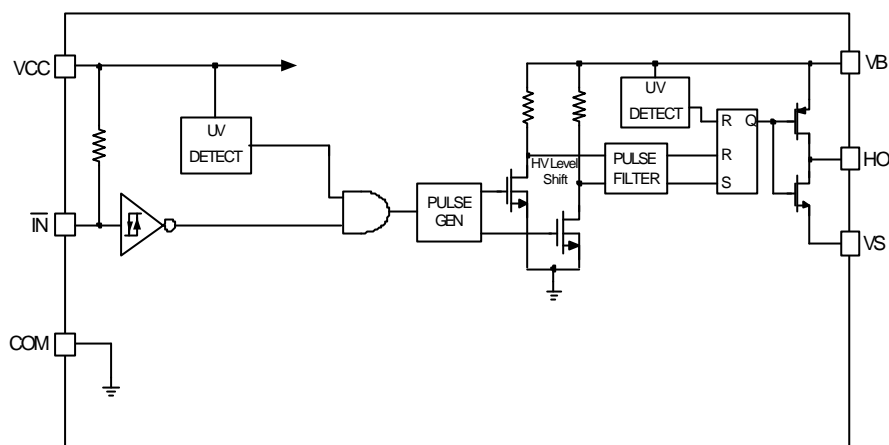 VCC
UV
DETECT
IN
COM
PULSE
GEN
HV Level
Shift
UV
DETECT
PULSE
FILTER
R
Q
R
S
VB
HO
VS